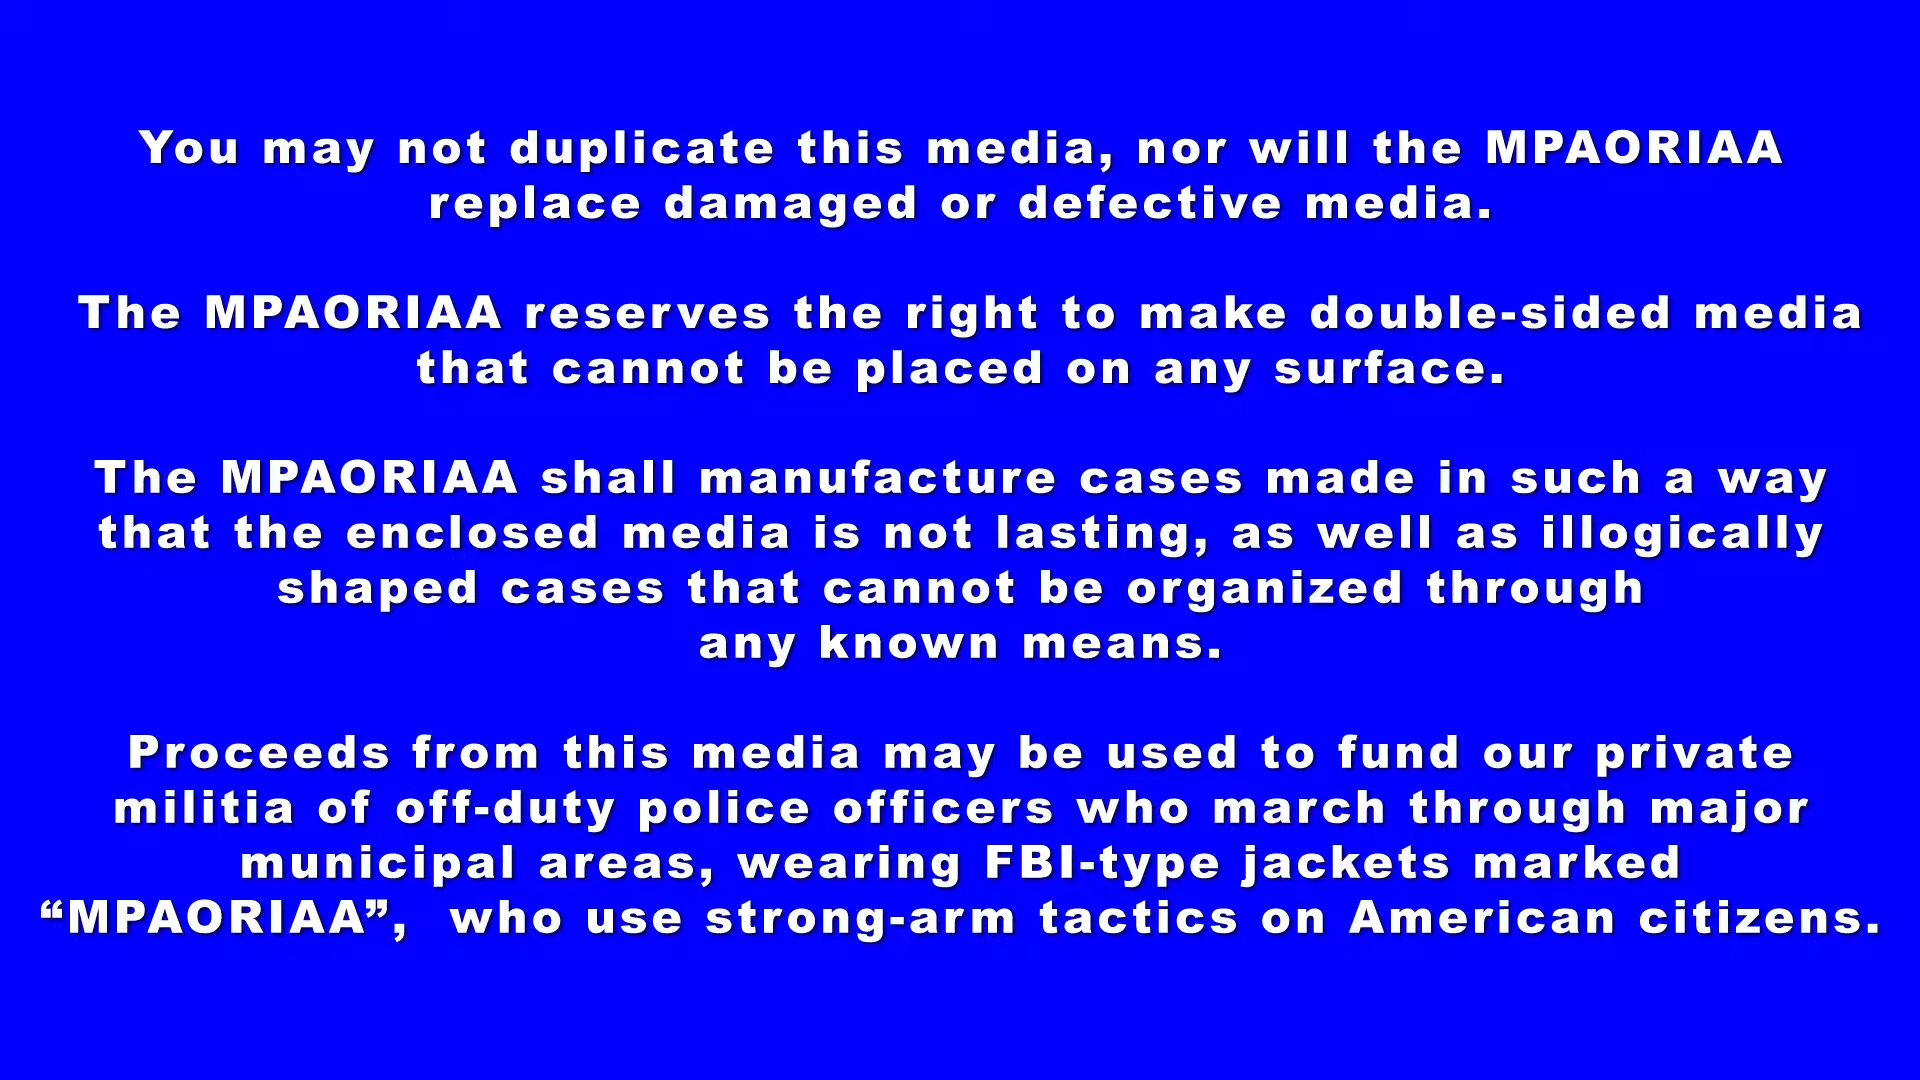 You may not duplicate this media, nor will the MPAORIAA
replace damaged or defective media.
The MPAORIAA reserves the right to make double-sided media
that cannot be placed on any surface.
The MPAORIAA shall manufacture cases made in such a way
that the enclosed media is not lasting, as well as illogically
shaped cases that cannot be organized through
any known means.
Proceeds from this media may be used to fund our private
militia of off-duty police officers who march through major
municipal areas, wearing FBI-type jackets marked
“MPAORIAA”,  who use strong-arm tactics on American citizens.